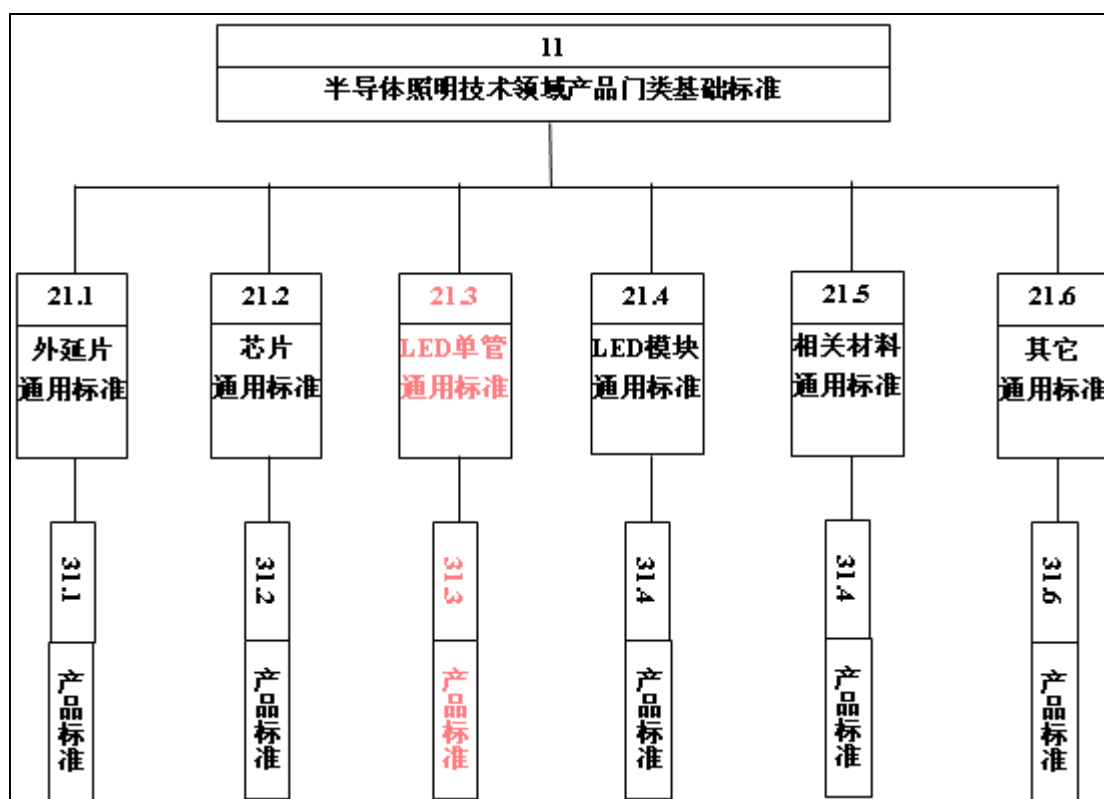 11
半导体照明技术领域产品门类基础标准
21.1
外延片
通用标准
21.2
芯片
通用标准
21.3
LED单管
通用标准
21.4
LED模块
通用标准
21.5
相关材料
通用标准
21.6
其它
通用标准
31.1
产品标准
31.2
产品标准
31.3
产品标准
31.4
产品标准
31.4
产品标准
31.6
产品标准